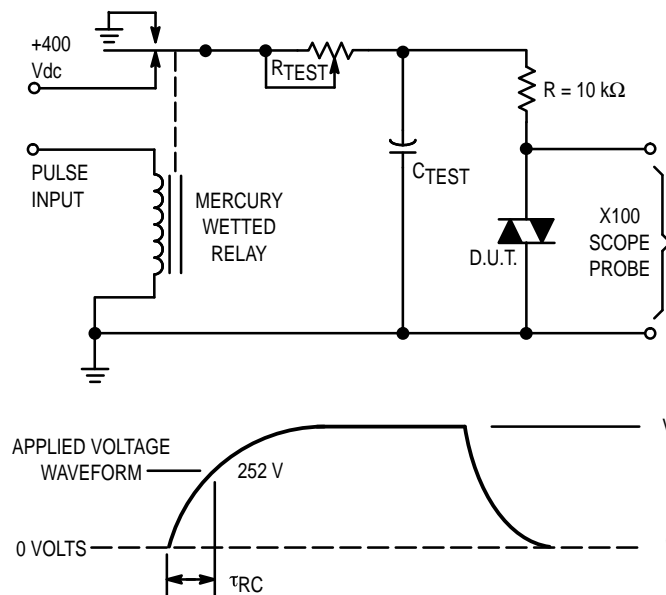 +400
Vdc
RTEST
R = 10 kΩ
CTEST
PULSE
INPUT
MERCURY
WETTED
RELAY
D.U.T.
X100
SCOPE
PROBE
V
APPLIED VOLTAGE
WAVEFORM
252 V
0 VOLTS
τRC